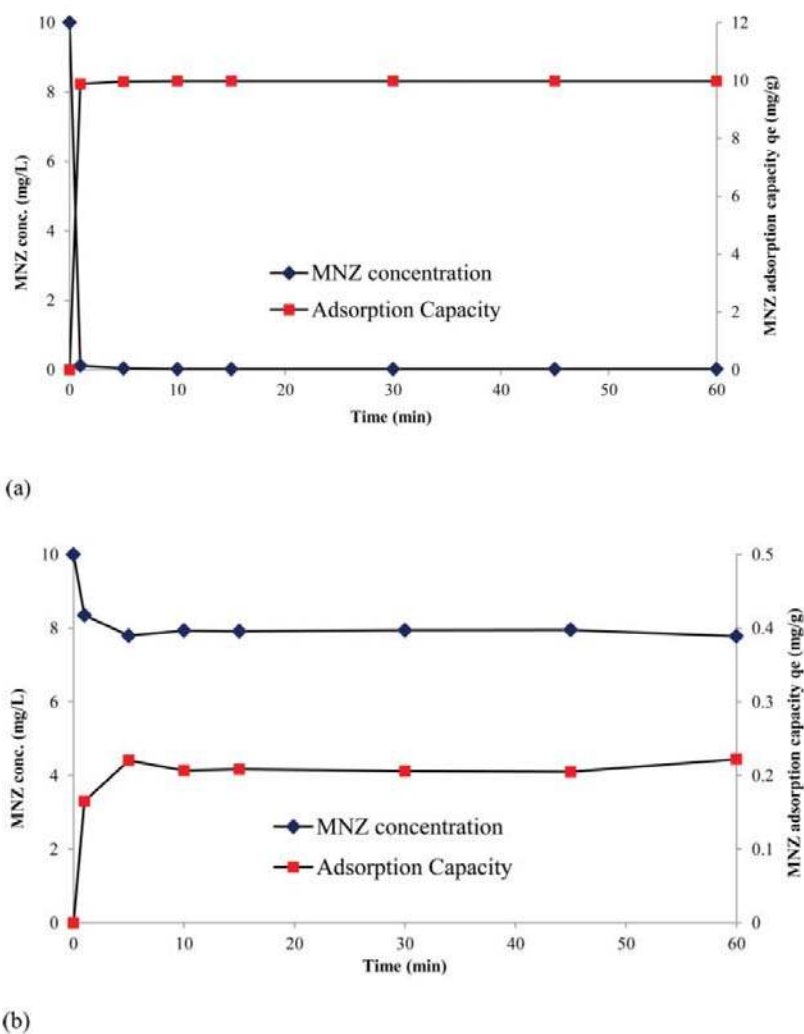 10
8
6
4
2
0
MNZ conc. (mg/L)
12
10
8
6
4
2
0
MNZ adsorption capacity qe (mg/g)
MNZ concentration
Adsorption Capacity
0 10 20 30 40 50 60
Time (min)
(a)
10
8
6
4
2
0
MNZ conc. (mg/L)
0.5
0.4
0.3
0.2
0.1
0
MNZ adsorption capacity qe (mg/g)
MNZ concentration
Adsorption Capacity
0 10 20 30 40 50 60
Time (min)
(b)